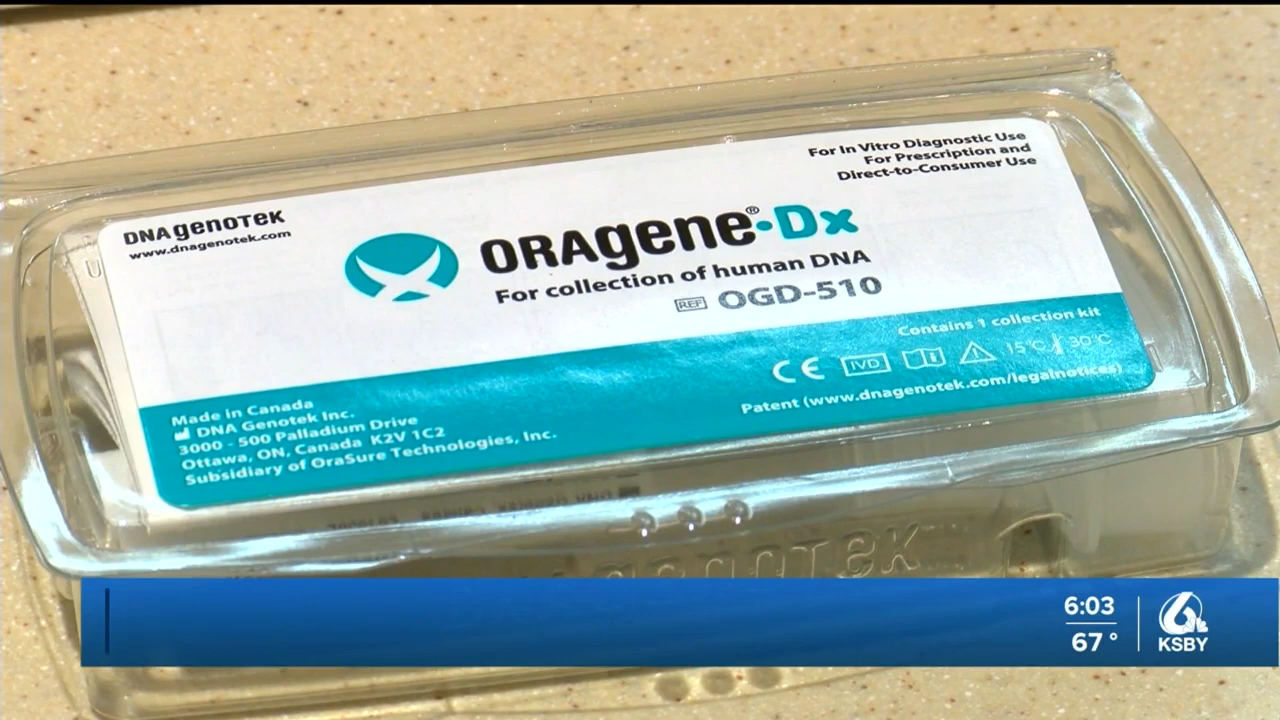 For In Vitro Diagnostic Use
For Prescription and
Direct-to-Consumer Use
DNA genoTeK
www.dnagenotek.com
ORAgene®•Dx
For collection of human DNA
REF OGD-510
Contains 1 collection kit
CE IVD 15°C 30°C
Patent (www.dnagenotek.com/legalnotices)
Made in Canada
DNA Genotek Inc.
3000 - 500 Palladium Drive
Ottawa, ON, Canada K2V 1C2
Subsidiary of OraSure Technologies, Inc.
genoTeK
6:03
67°
6
KSBY